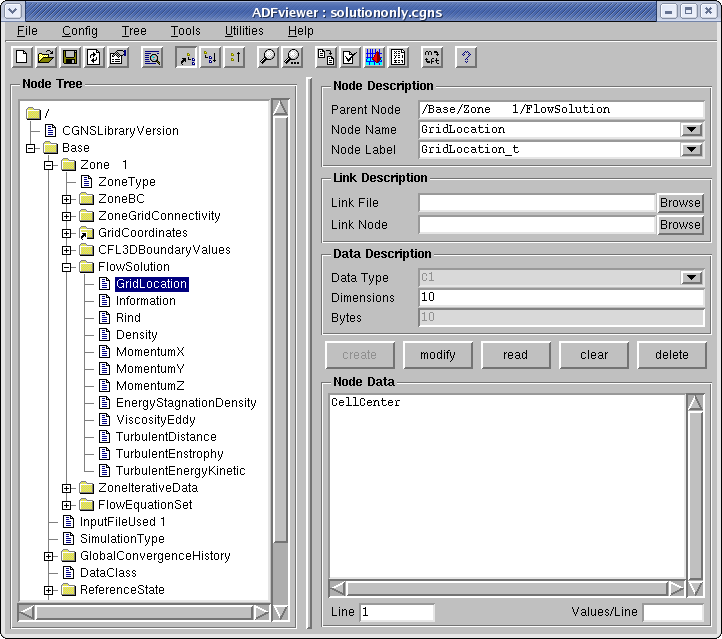 ADFviewer : solutiononly.cgns
File Config Tree Tools Utilities Help
Node Tree
/
CGNSLibraryVersion
Base
Zone 1
ZoneType
ZoneBC
ZoneGridConnectivity
GridCoordinates
CFL3DBoundaryValues
FlowSolution
GridLocation
Information
Rind
Density
MomentumX
MomentumY
MomentumZ
EnergyStagnationDensity
ViscosityEddy
TurbulentDistance
TurbulentEnstrophy
TurbulentEnergyKinetic
ZoneIterativeData
FlowEquationSet
InputFileUsed 1
SimulationType
GlobalConvergenceHistory
DataClass
ReferenceState
Node Description
Parent Node /Base/Zone   1/FlowSolution
Node Name GridLocation
Node Label GridLocation_t
Link Description
Link File Browse
Link Node Browse
Data Description
Data Type C1
Dimensions 10
Bytes 10
create modify read clear delete
Node Data
CellCenter
Line 1 Values/Line